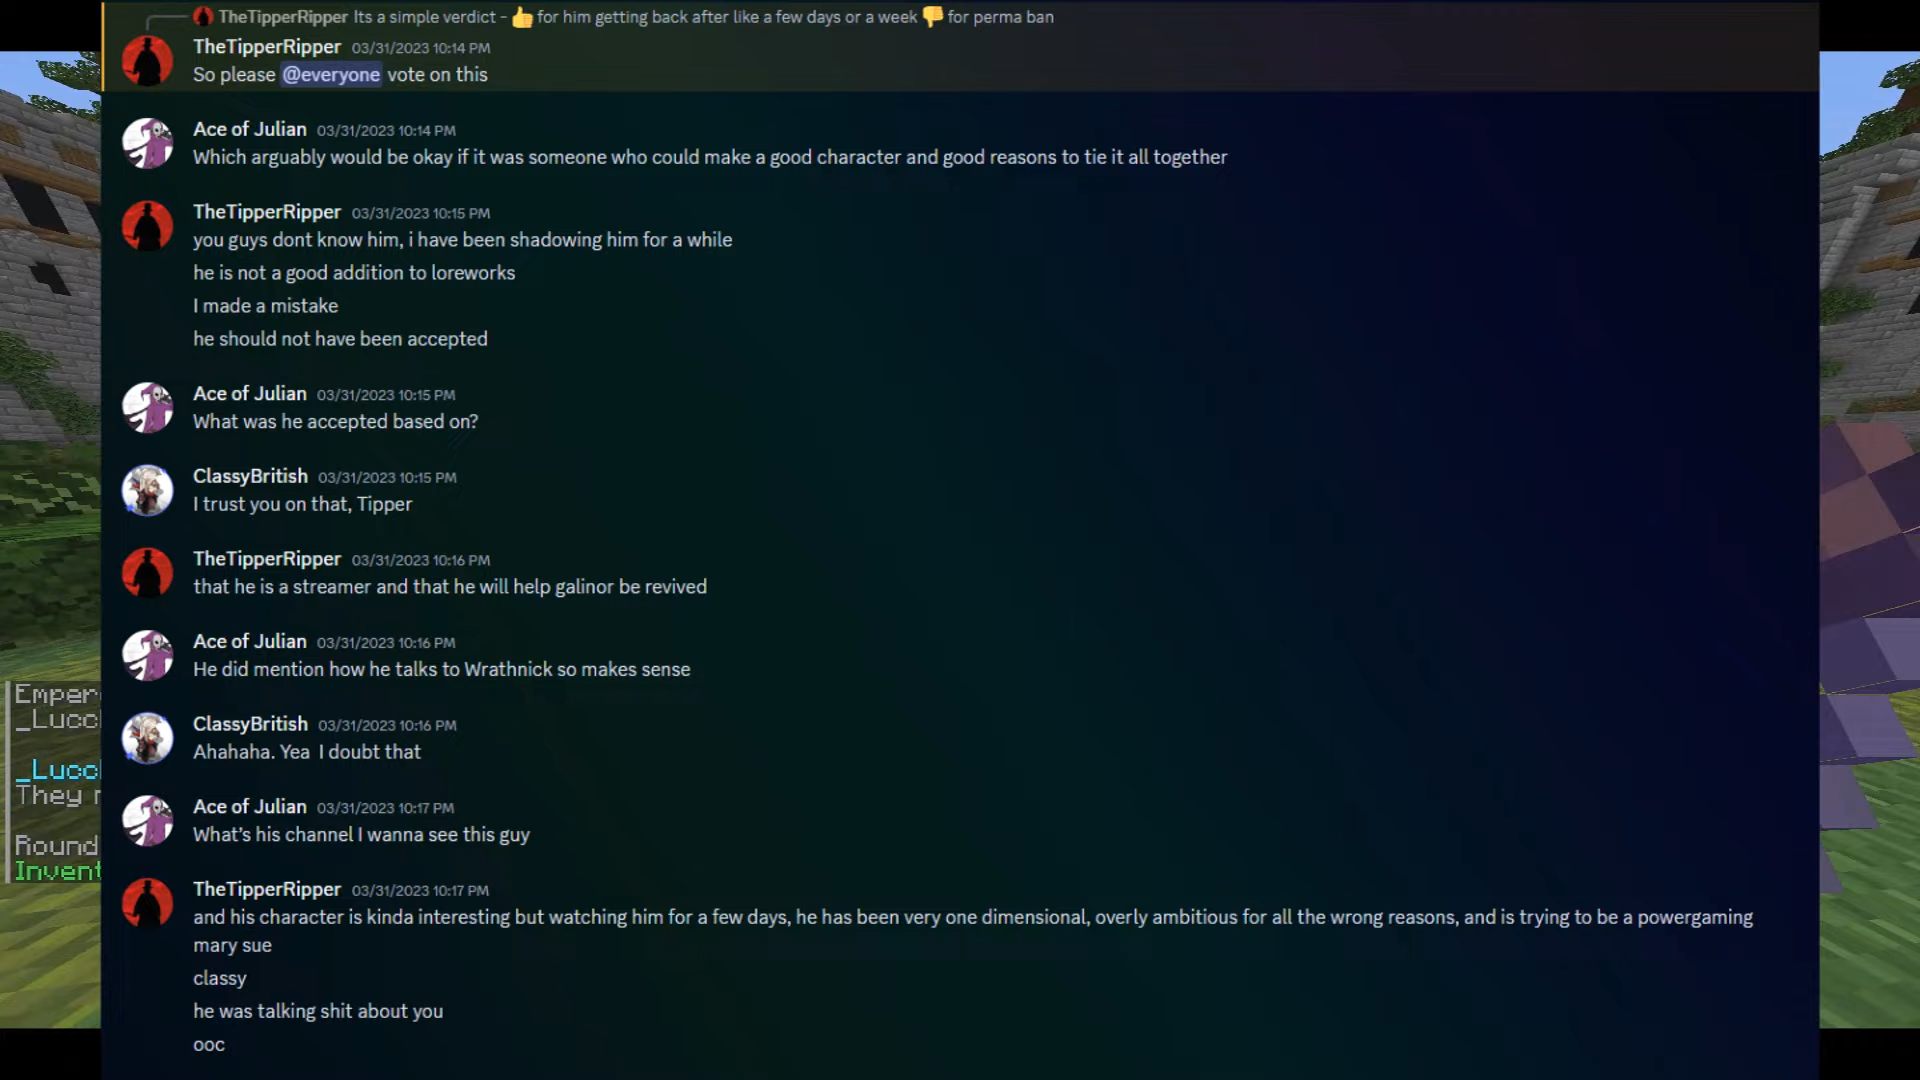 TheTipperRipper Its a simple verdict - 👍 for him getting back after like a few days or a week 👎 for perma ban
TheTipperRipper 03/31/2023 10:14 PM
So please @everyone vote on this
Ace of Julian 03/31/2023 10:14 PM
Which arguably would be okay if it was someone who could make a good character and good reasons to tie it all together
TheTipperRipper 03/31/2023 10:15 PM
you guys dont know him, i have been shadowing him for a while
he is not a good addition to loreworks
I made a mistake
he should not have been accepted
Ace of Julian 03/31/2023 10:15 PM
What was he accepted based on?
ClassyBritish 03/31/2023 10:15 PM
I trust you on that, Tipper
TheTipperRipper 03/31/2023 10:16 PM
that he is a streamer and that he will help galinor be revived
Ace of Julian 03/31/2023 10:16 PM
He did mention how he talks to Wrathnick so makes sense
ClassyBritish 03/31/2023 10:16 PM
Ahahaha. Yea I doubt that
Ace of Julian 03/31/2023 10:17 PM
What's his channel I wanna see this guy
TheTipperRipper 03/31/2023 10:17 PM
and his character is kinda interesting but watching him for a few days, he has been very one dimensional, overly ambitious for all the wrong reasons, and is trying to be a powergaming
mary sue
classy
he was talking shit about you
ooc
Emper
_Lucc
_Lucc
They
Round
Invent